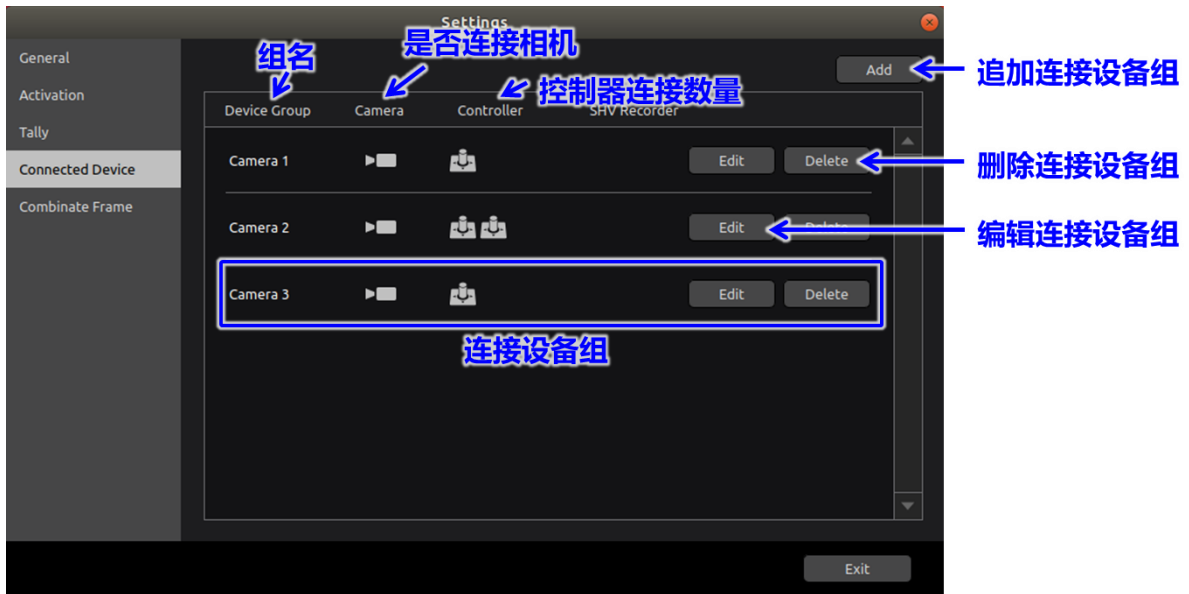 Settings
General
Activation
Tally
Connected Device
Combinate Frame
组名
是否连接相机
控制器连接数量
Add
追加连接设备组
Device Group Camera Controller SHV Recorder
Camera 1 Edit Delete
删除连接设备组
Camera 2 Edit Delete
编辑连接设备组
Camera 3 Edit Delete
连接设备组
Exit